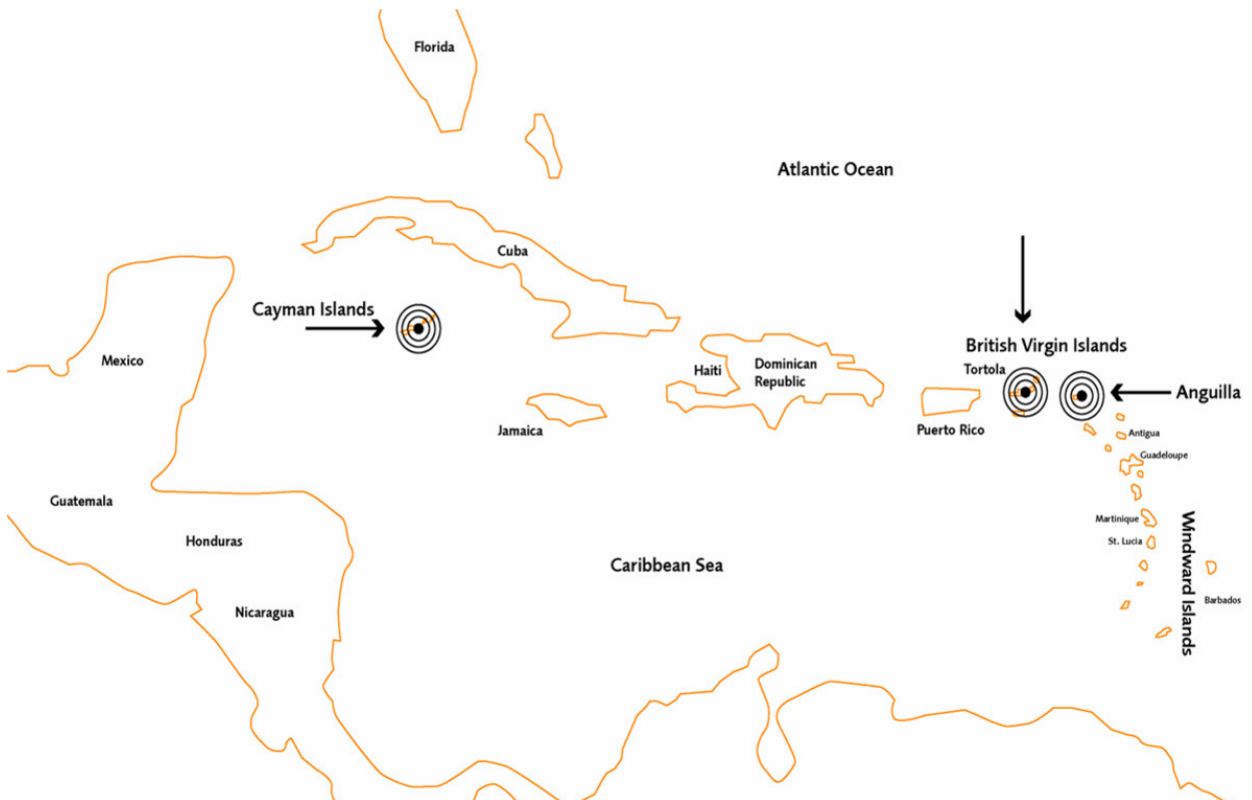 Florida
Atlantic Ocean
Cuba
Cayman Islands
British Virgin Islands
Mexico
Haiti
Dominican
Republic
Tortola
Anguilla
Jamaica
Puerto Rico
Antigua
Guadeloupe
Guatemala
Martinique
Honduras
St. Lucia
Caribbean Sea
Windward Islands
Barbados
Nicaragua